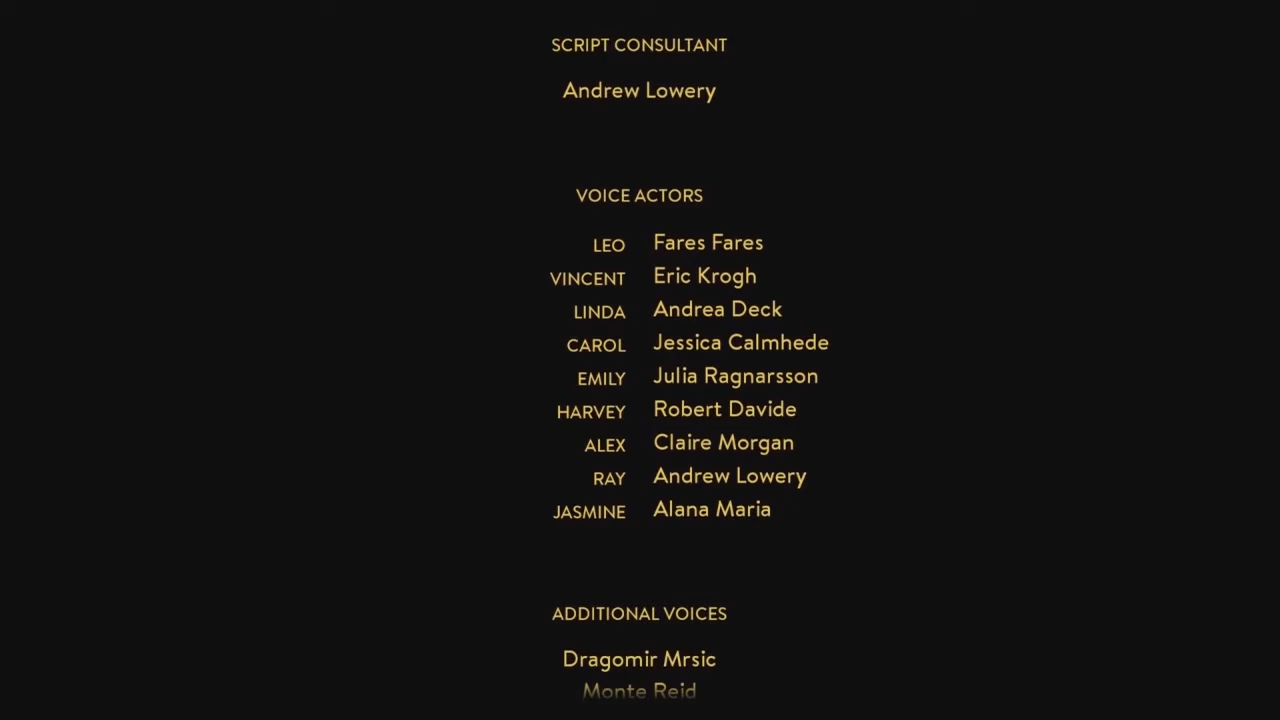 SCRIPT CONSULTANT
Andrew Lowery
VOICE ACTORS
LEO Fares Fares
VINCENT Eric Krogh
LINDA Andrea Deck
CAROL Jessica Calmhede
EMILY Julia Ragnarsson
HARVEY Robert Davide
ALEX Claire Morgan
RAY Andrew Lowery
JASMINE Alana Maria
ADDITIONAL VOICES
Dragomir Mrsic
Monte Reid